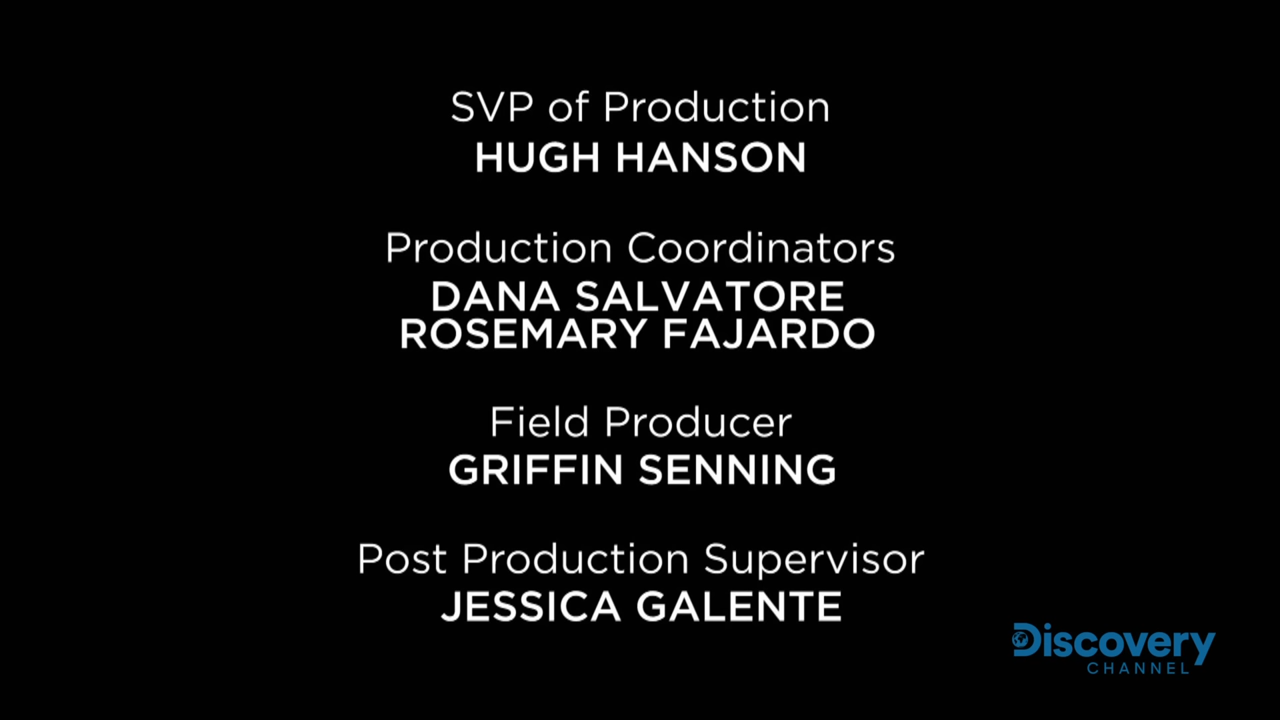 SVP of Production
HUGH HANSON
Production Coordinators
DANA SALVATORE
ROSEMARY FAJARDO
Field Producer
GRIFFIN SENNING
Post Production Supervisor
JESSICA GALENTE
Discovery
CHANNEL